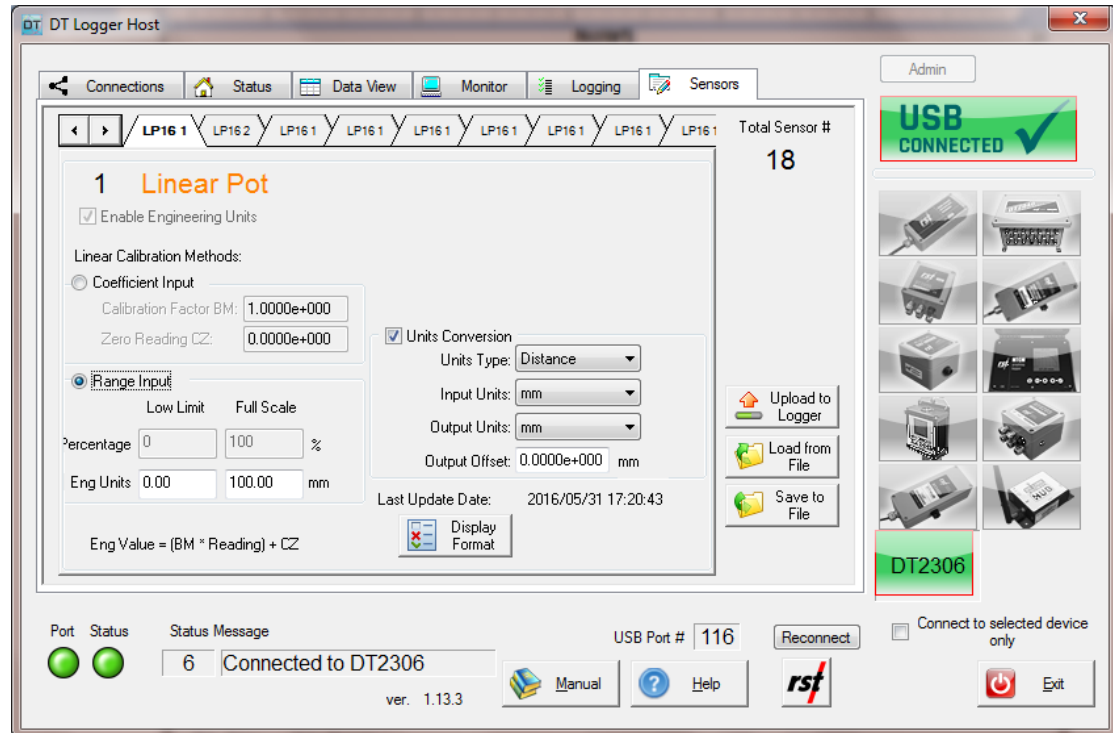 DT DT Logger Host
Connections Status Data View Monitor Logging Sensors
Admin
USB
CONNECTED
LP16 1 LP16 2 LP16 1 LP16 1 LP16 1 LP16 1 LP16 1 LP16 1 LP16 1
Total Sensor #
18
1 Linear Pot
Enable Engineering Units
Linear Calibration Methods:
Coefficient Input
Calibration Factor BM: 1.0000e+000
Zero Reading CZ: 0.0000e+000
Range Input
Low Limit Full Scale
Percentage 0 100 %
Eng Units 0.00 100.00 mm
Eng Value = (BM * Reading) + CZ
Units Conversion
Units Type: Distance
Input Units: mm
Output Units: mm
Output Offset: 0.0000e+000 mm
Last Update Date: 2016/05/31 17:20:43
Display
Format
Upload to
Logger
Load from
File
Save to
File
DT2306
Port Status Status Message
6 Connected to DT2306
ver. 1.13.3
USB Port # 116 Reconnect
Connect to selected device
only
Manual Help rst Exit